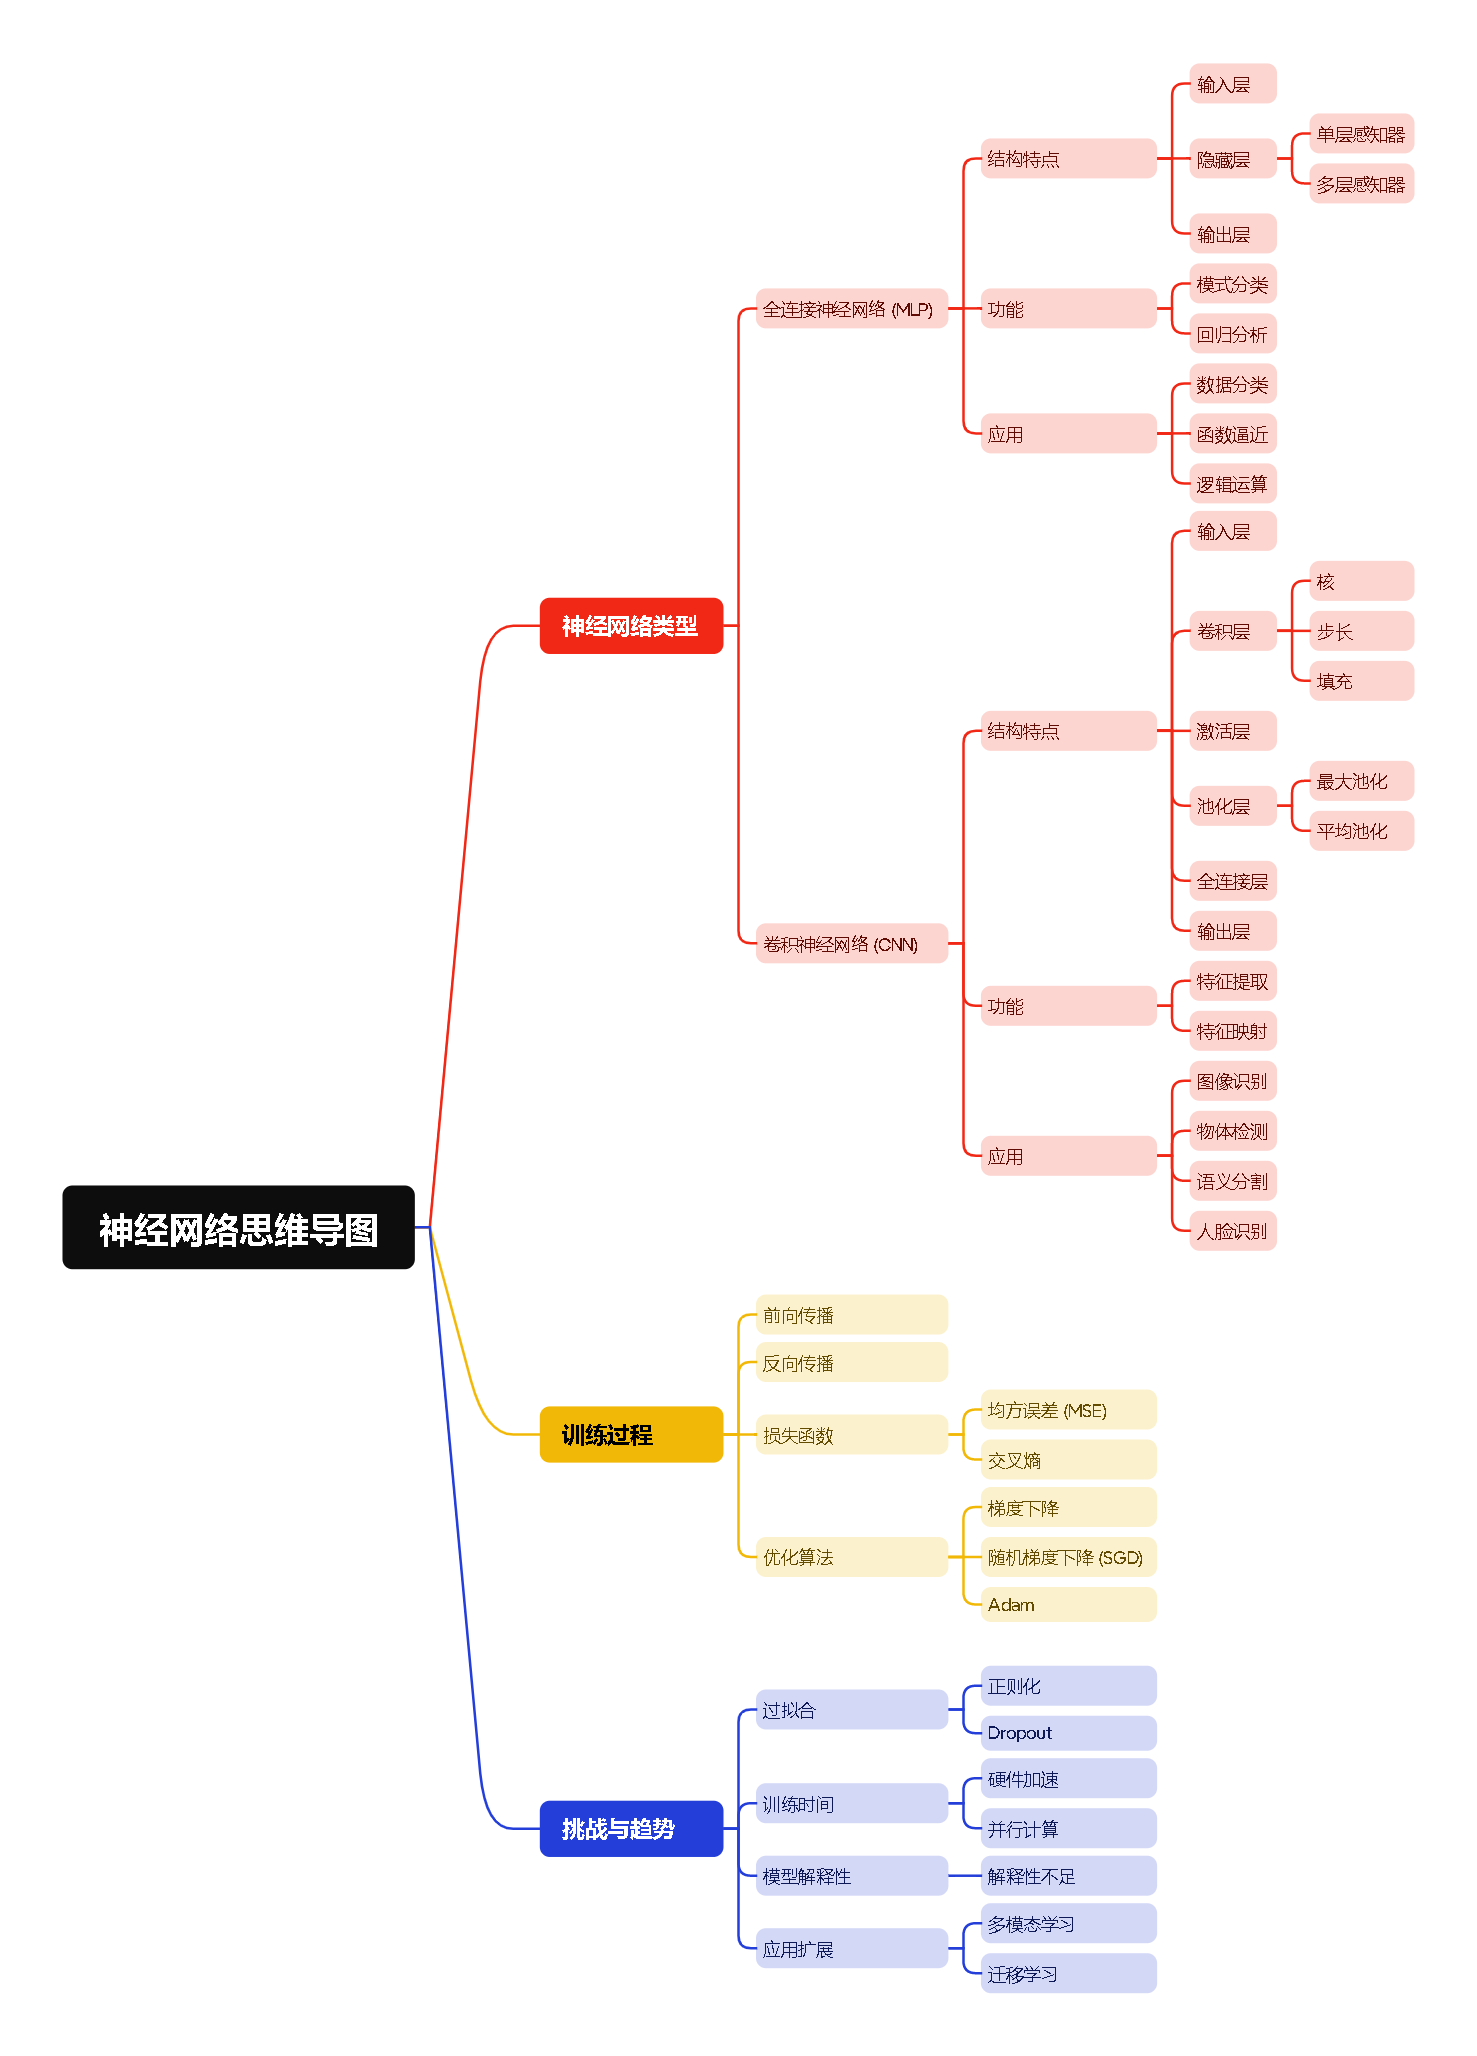 神经网络思维导图
神经网络类型
全连接神经网络 (MLP)
结构特点
输入层
隐藏层
单层感知器
多层感知器
输出层
功能
模式分类
回归分析
应用
数据分类
函数逼近
逻辑运算
卷积神经网络 (CNN)
结构特点
输入层
卷积层
核
步长
填充
激活层
池化层
最大池化
平均池化
全连接层
输出层
功能
特征提取
特征映射
应用
图像识别
物体检测
语义分割
人脸识别
训练过程
前向传播
反向传播
损失函数
均方误差 (MSE)
交叉熵
优化算法
梯度下降
随机梯度下降 (SGD)
Adam
挑战与趋势
过拟合
正则化
Dropout
训练时间
硬件加速
并行计算
模型解释性
解释性不足
应用扩展
多模态学习
迁移学习